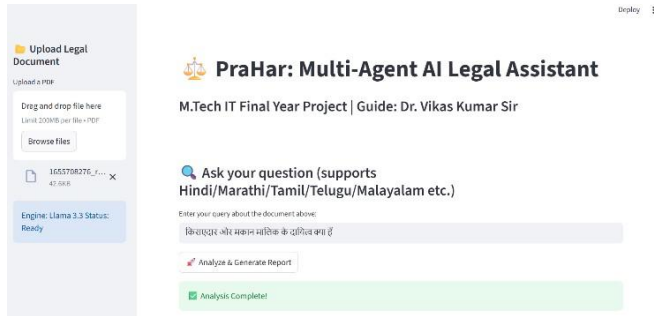 Deploy
Upload Legal
Document
Upload a PDF
Drag and drop file here
Limit 200MB per file • PDF
Browse files
1655708276_r...
42.6KB
Engine: Llama 3.3 Status:
Ready
PraHar: Multi-Agent AI Legal Assistant
M.Tech IT Final Year Project | Guide: Dr. Vikas Kumar Sir
Ask your question (supports
Hindi/Marathi/Tamil/Telugu/Malayalam etc.)
Enter your query about the document above:
किराएदार और मकान मालिक के दायित्व क्या हैं
Analyze & Generate Report
Analysis Complete!